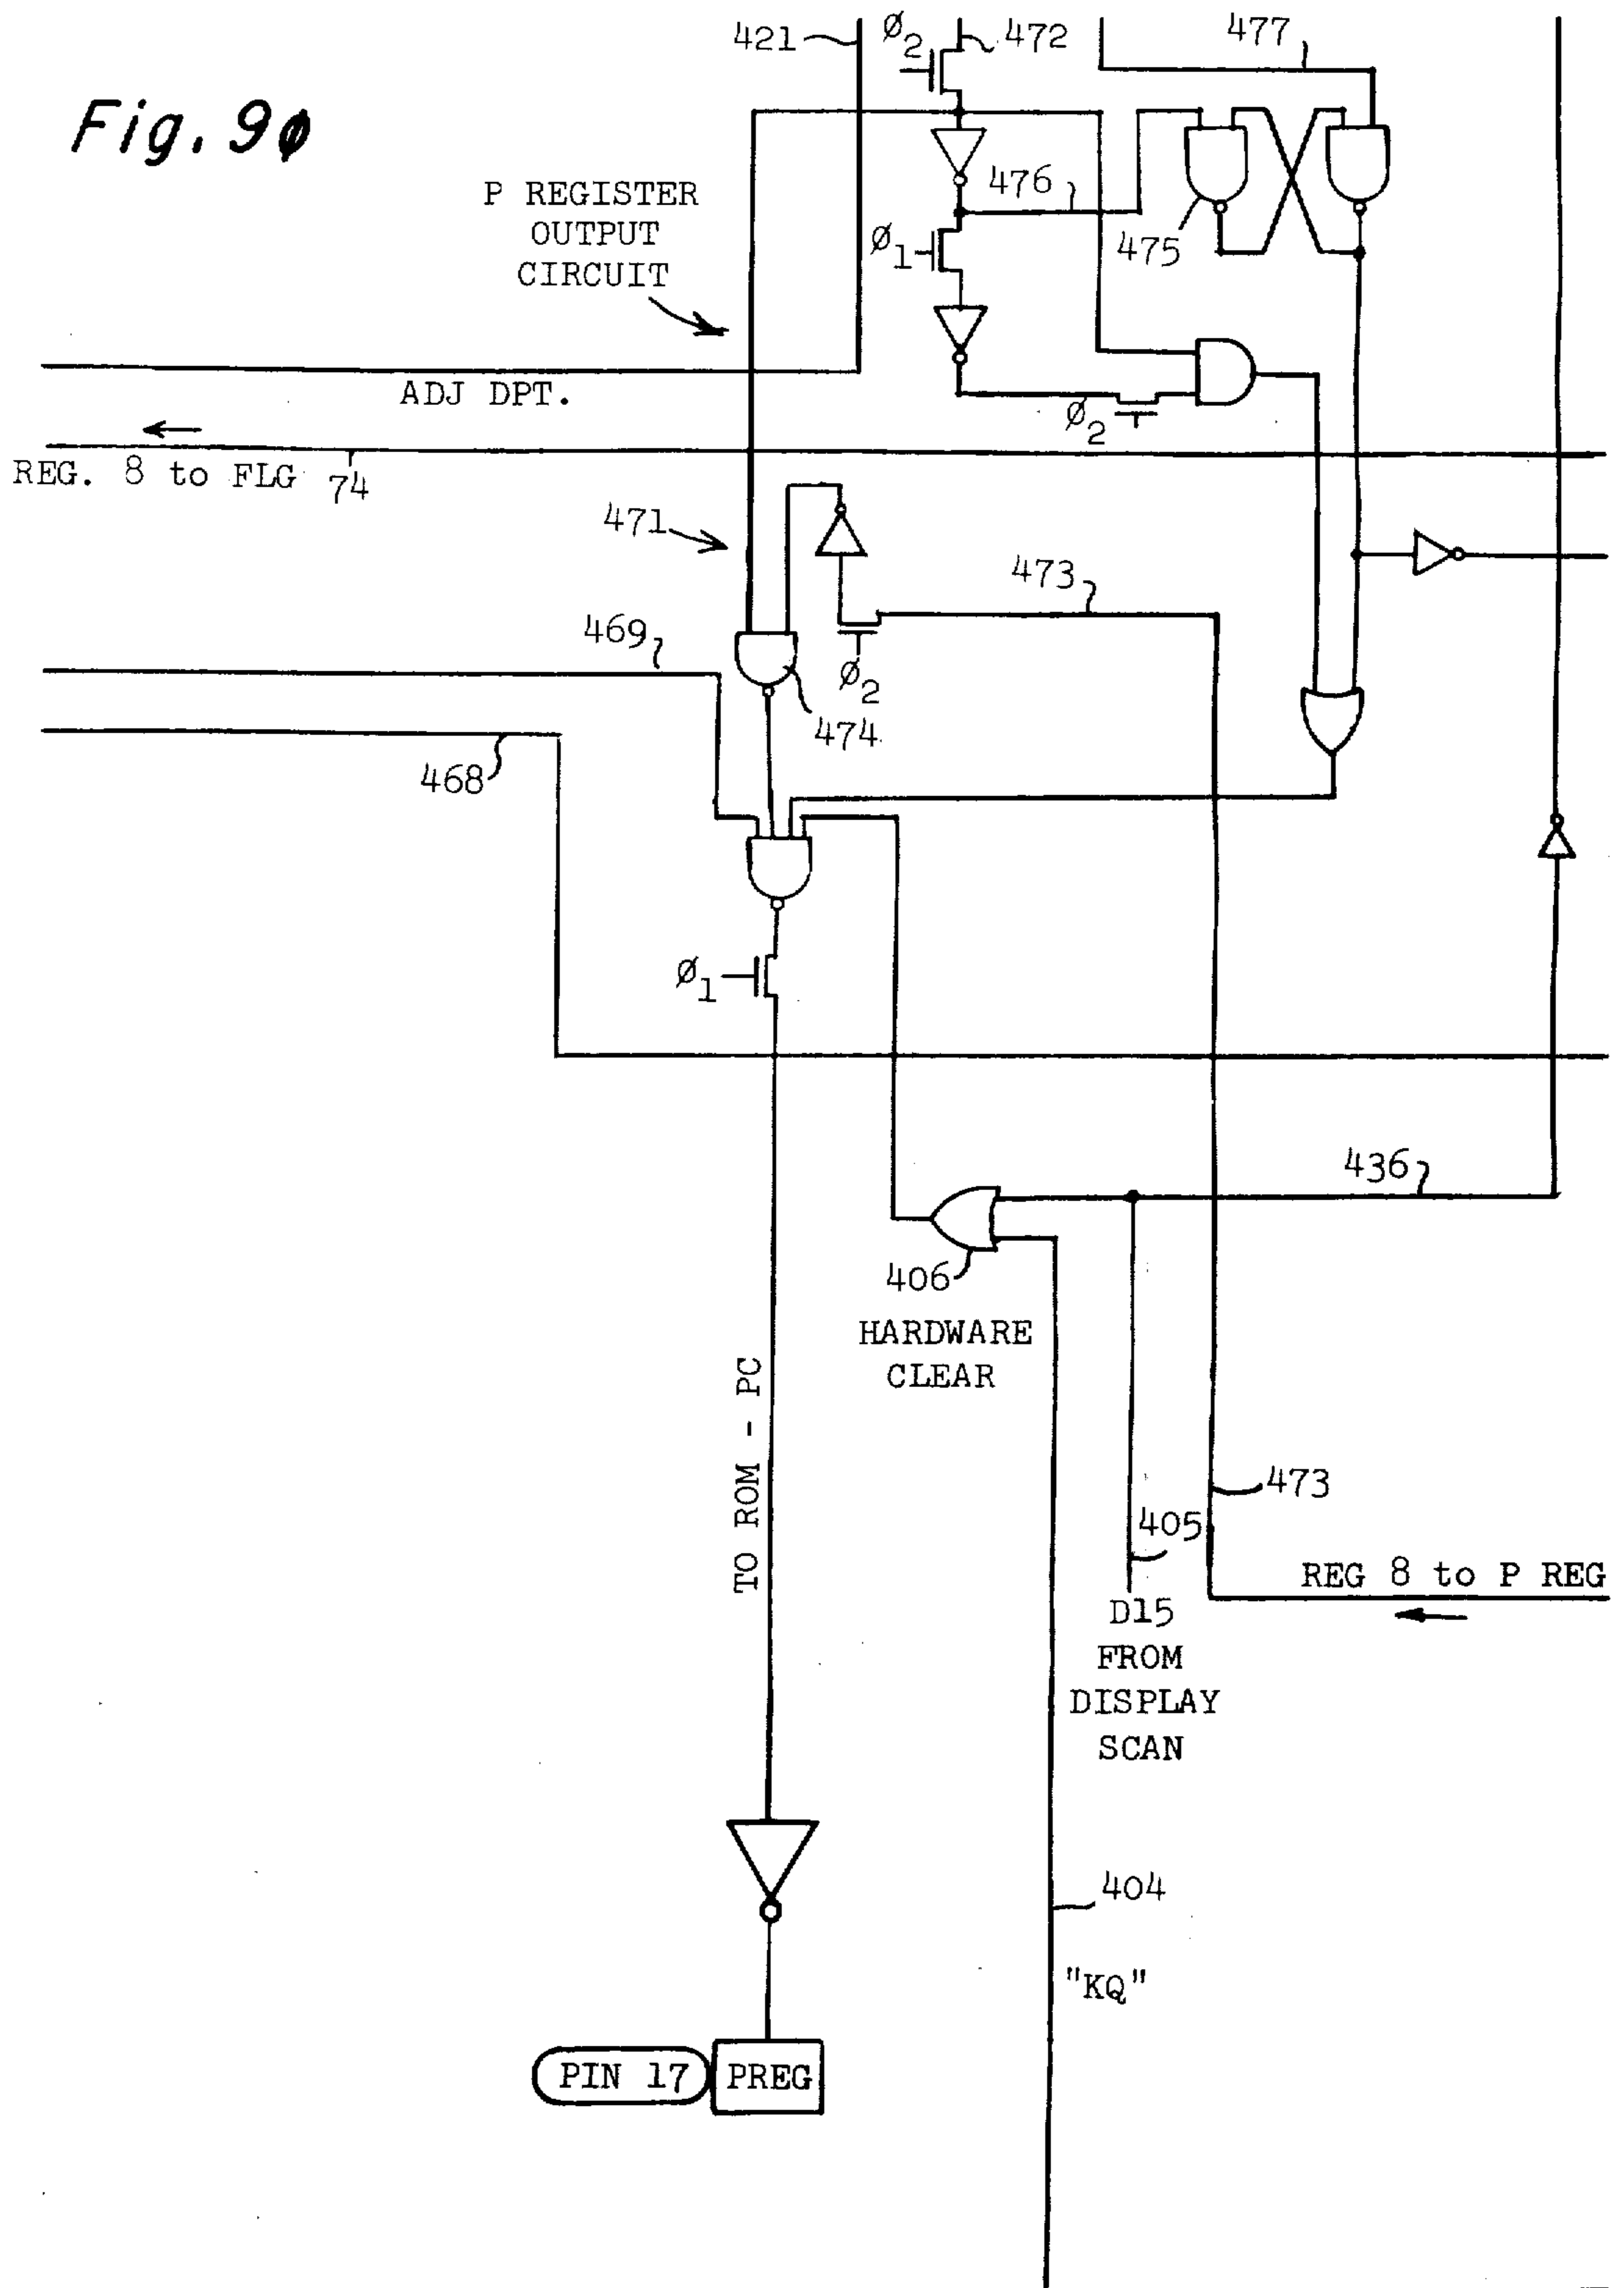 Fig. 9φ
421
Ø2
472
477
P REGISTER
OUTPUT
CIRCUIT
476
475
Ø1
ADJ DPT.
Ø2
REG. 8 to FLG 74
471
473
469
Ø2
474
468
Ø1
436
406
HARDWARE
CLEAR
TO ROM - PC
473
405
REG 8 to P REG
D15
FROM
DISPLAY
SCAN
404
"KQ"
PIN 17 PREG